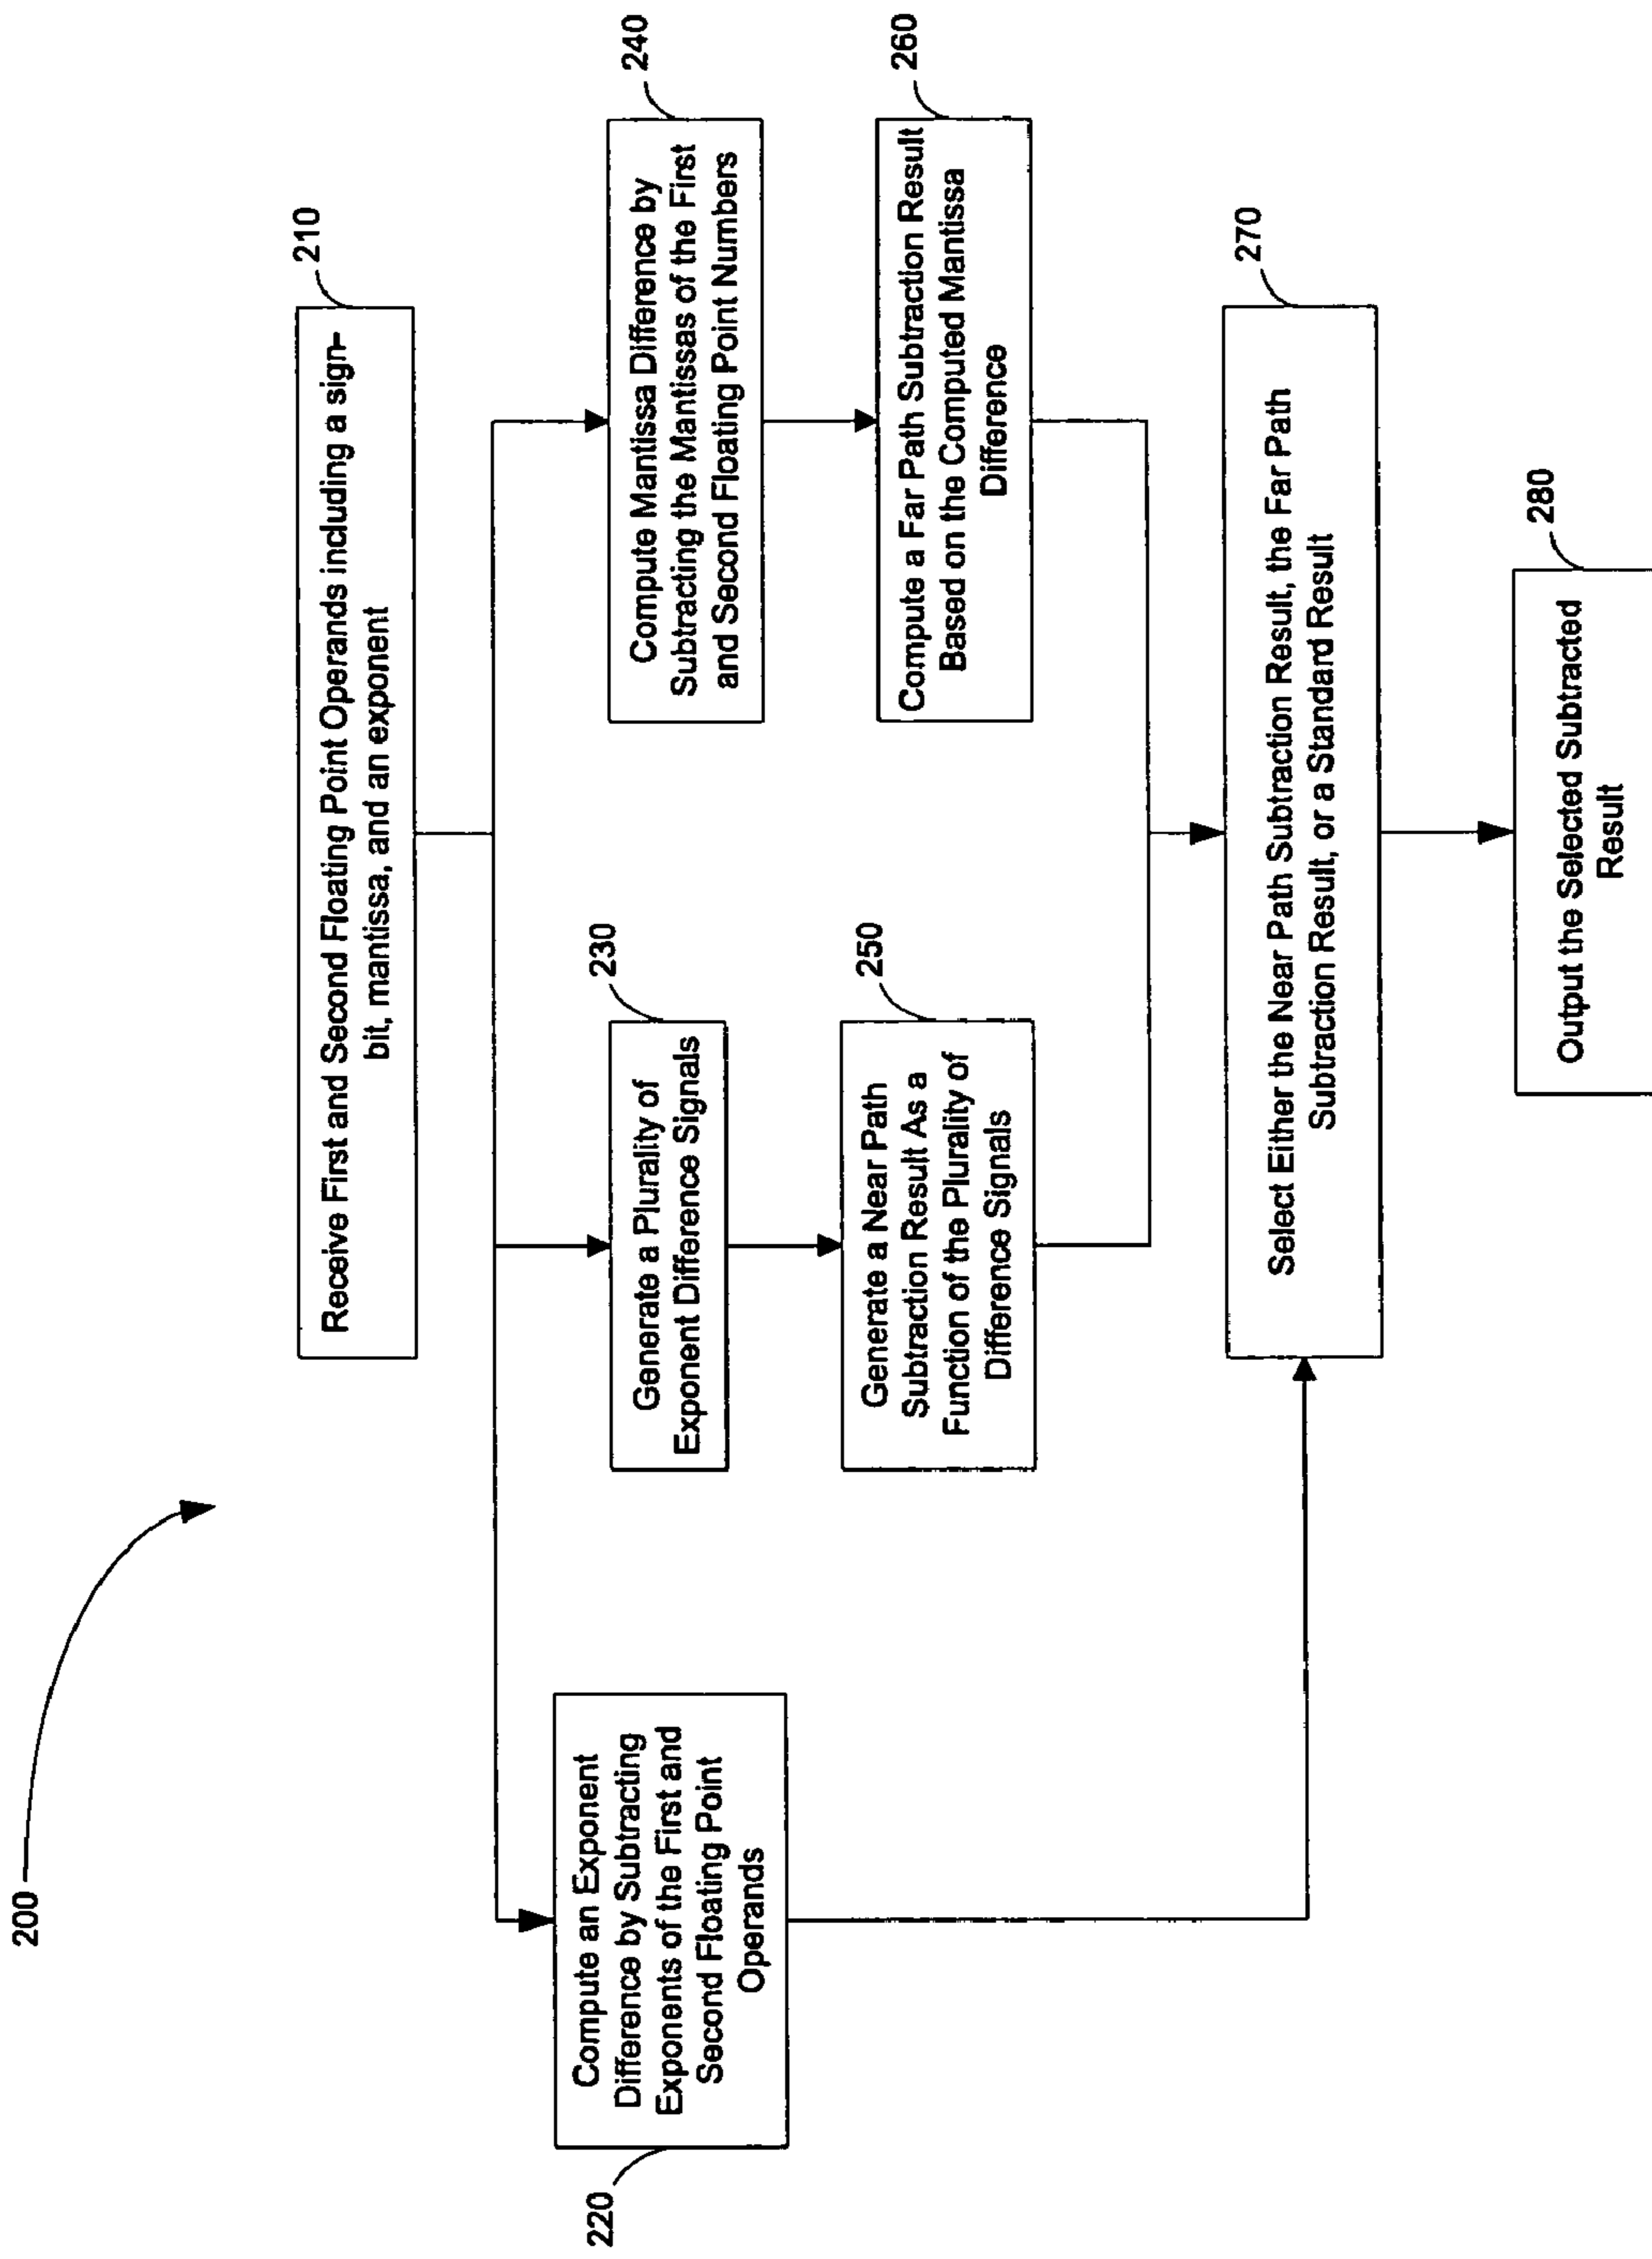 200
210
Receive First and Second Floating Point Operands including a sign-
bit, mantissa, and an exponent
220
Compute an Exponent
Difference by Subtracting
Exponents of the First and
Second Floating Point
Operands
230
Generate a Plurality of
Exponent Difference Signals
240
Compute Mantissa Difference by
Subtracting the Mantissas of the First
and Second Floating Point Numbers
250
Generate a Near Path
Subtraction Result As a
Function of the Plurality of
Difference Signals
260
Compute a Far Path Subtraction Result
Based on the Computed Mantissa
Difference
270
Select Either the Near Path Subtraction Result, the Far Path
Subtraction Result, or a Standard Result
280
Output the Selected Subtracted
Result